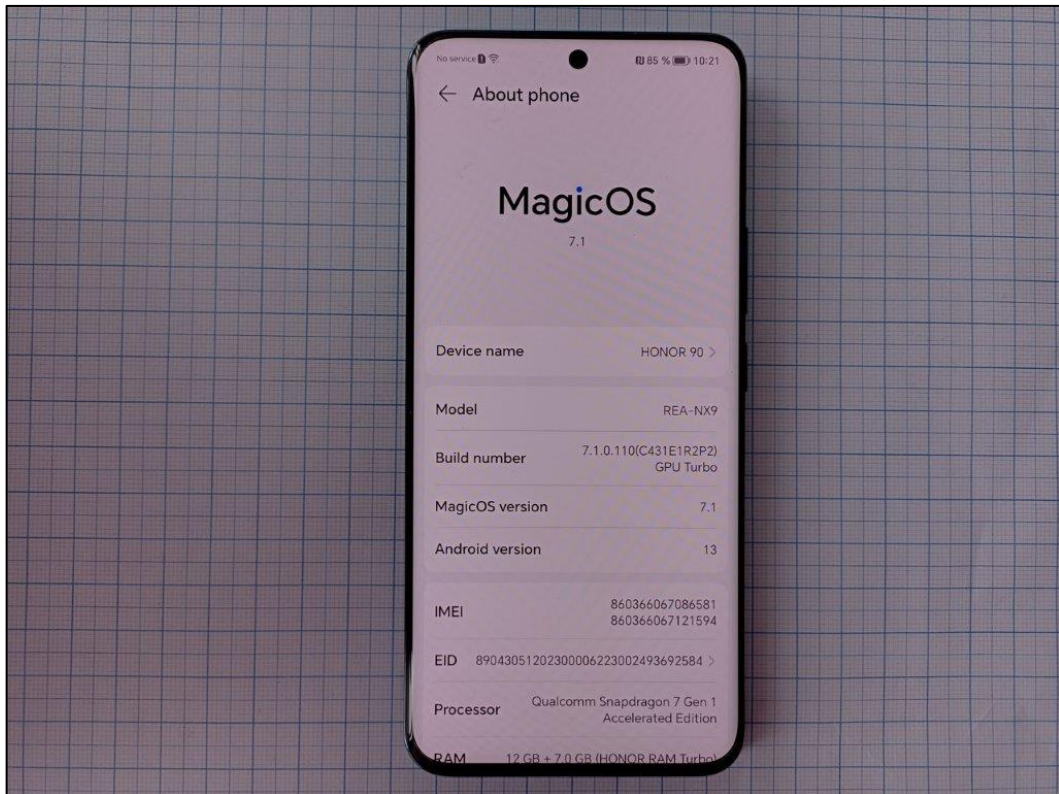 No service 85 % 10:21
← About phone
MagicOS
7.1
Device name HONOR 90 >
Model REA-NX9
Build number 7.1.0.110(C431E1R2P2)
GPU Turbo
MagicOS version 7.1
Android version 13
IMEI 860366067086581
860366067121594
EID 89043051202300006223002493692584 >
Processor Qualcomm Snapdragon 7 Gen 1
Accelerated Edition
RAM 12 GB + 7.0 GB (HONOR RAM Turbo)